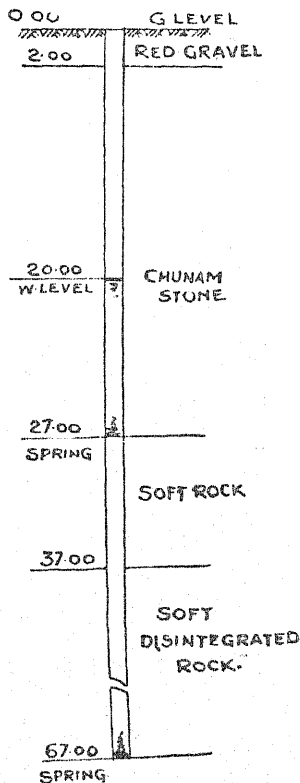 0.00 G LEVEL
2.00 RED GRAVEL
20.00 CHUNAM
W.LEVEL STONE
27.00
SPRING
SOFT ROCK
37.00
SOFT
DISINTEGRATED
ROCK.
67.00
SPRING